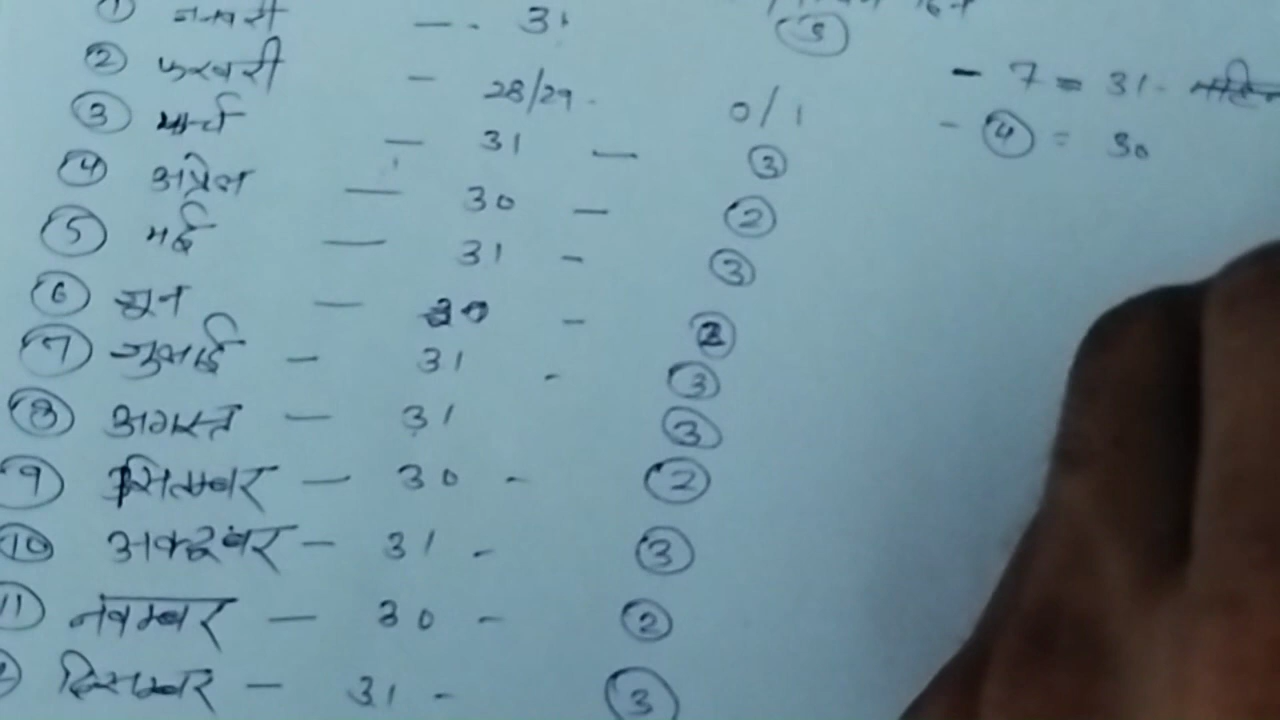 ① जनवरी — . 31
② फरवरी — 28/29 . 0/1
③ मार्च — 31 — ③
④ अप्रेल — 30 — ②
⑤ मई — 31 - ③
⑥ जून — 30 - ②
⑦ जुलाई — 31 - ③
⑧ अगस्त — 31 ③
⑨ सितम्बर — 30 - ②
⑩ अक्टूबर — 31 - ③
11 नवम्बर — 30 - ②
दिसम्बर — 31 - ③
- 7 = 31
- ④ = 30